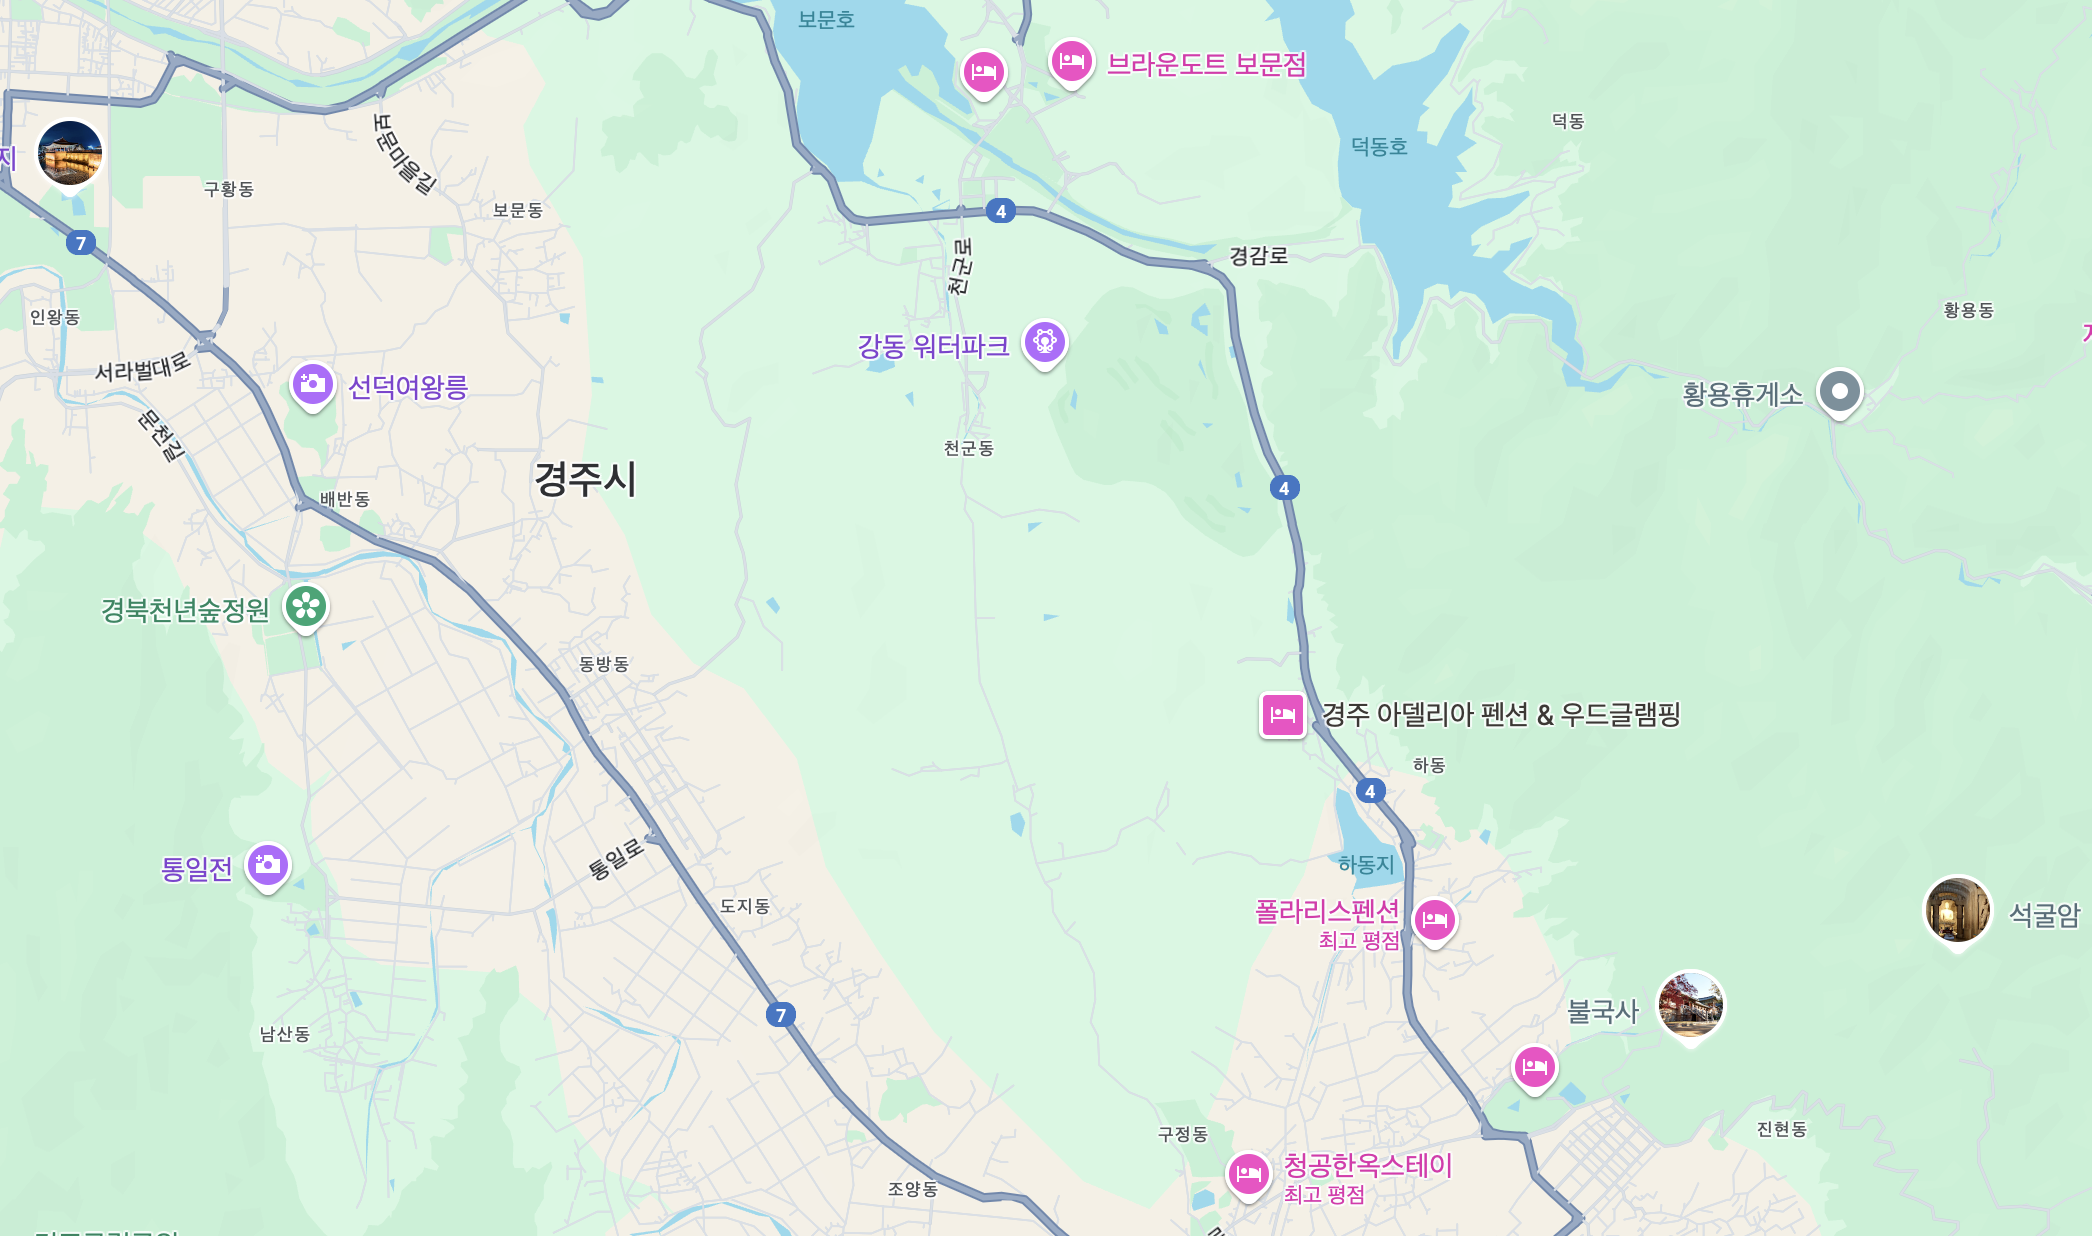 보문호
브라운도트 보문점
덕동
덕동호
보문마을길
지
구황동
보문동
4
7
경감로
천군로
인왕동
황용동
강동 워터파크
서라벌대로
선덕여왕릉
황용휴게소
문천길
천군동
경주시
4
배반동
경북천년숲정원
동방동
경주 아델리아 펜션 & 우드글램핑
하동
4
통일로
통일전
하동지
도지동
폴라리스펜션
최고 평점
석굴암
7
불국사
남산동
구정동
진현동
청공한옥스테이
최고 평점
조양동